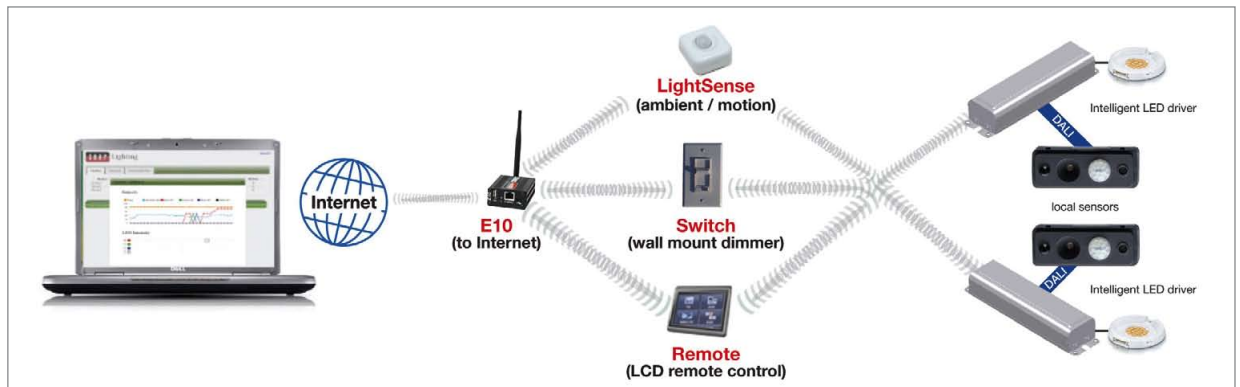 Lighting
Internet
E10
(to Internet)
LightSense
(ambient / motion)
Switch
(wall mount dimmer)
Remote
(LCD remote control)
Intelligent LED driver
DALI
local sensors
DALI
Intelligent LED driver
DELL